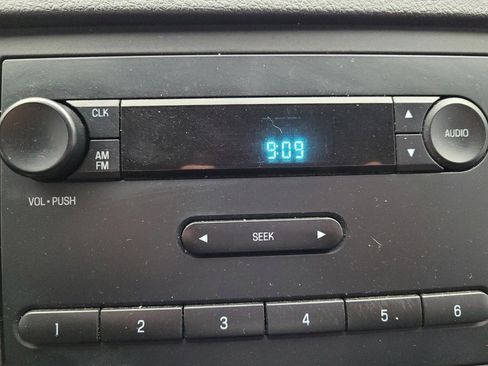 CLK
9:09
▲
AUDIO
AM
FM
▼
VOL•PUSH
◄ SEEK ►
1 2 3 4 5 6